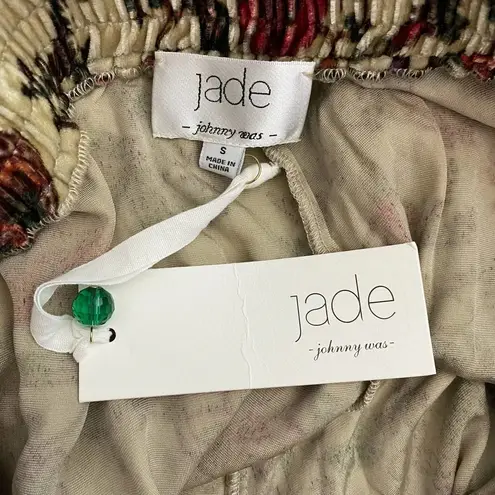 jade
- johnny was -
S
MADE IN
CHINA
jade
- johnny was -